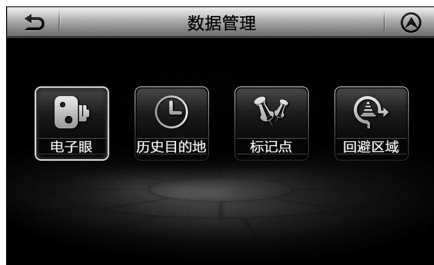 数据管理
电子眼
历史目的地
标记点
回避区域